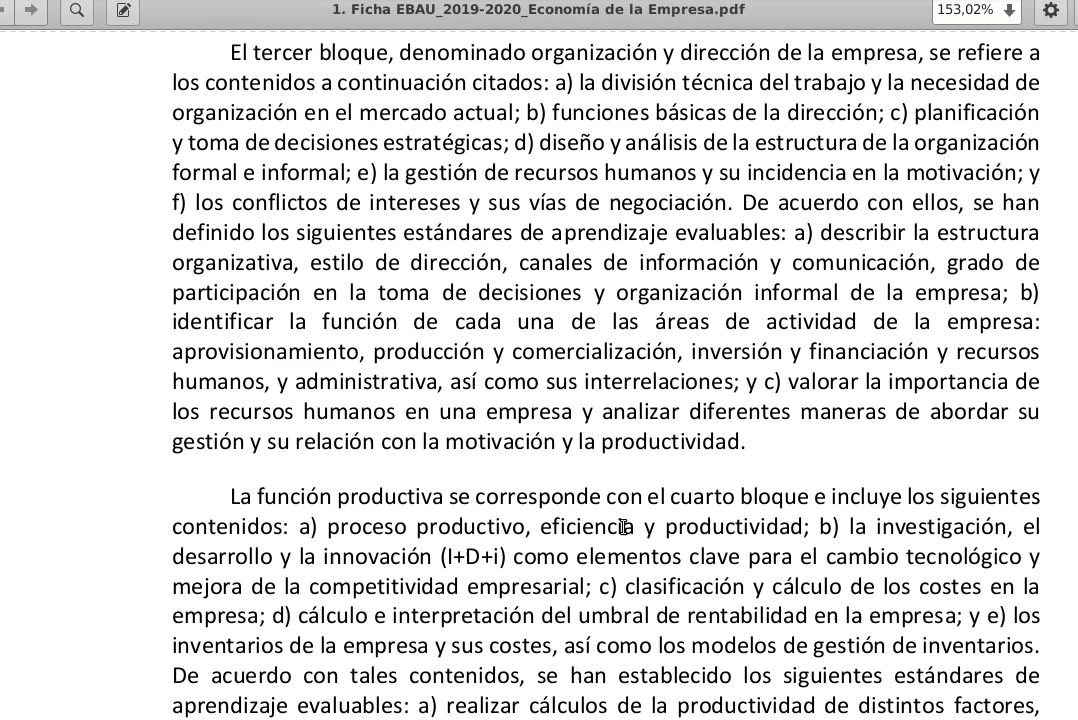 1. Ficha EBAU_2019-2020_Economía de la Empresa.pdf
153,02%
El tercer bloque, denominado organización y dirección de la empresa, se refiere a
los contenidos a continuación citados: a) la división técnica del trabajo y la necesidad de
organización en el mercado actual; b) funciones básicas de la dirección; c) planificación
y toma de decisiones estratégicas; d) diseño y análisis de la estructura de la organización
formal e informal; e) la gestión de recursos humanos y su incidencia en la motivación; y
f) los conflictos de intereses y sus vías de negociación. De acuerdo con ellos, se han
definido los siguientes estándares de aprendizaje evaluables: a) describir la estructura
organizativa, estilo de dirección, canales de información y comunicación, grado de
participación en la toma de decisiones y organización informal de la empresa; b)
identificar la función de cada una de las áreas de actividad de la empresa:
aprovisionamiento, producción y comercialización, inversión y financiación y recursos
humanos, y administrativa, así como sus interrelaciones; y c) valorar la importancia de
los recursos humanos en una empresa y analizar diferentes maneras de abordar su
gestión y su relación con la motivación y la productividad.
La función productiva se corresponde con el cuarto bloque e incluye los siguientes
contenidos: a) proceso productivo, eficiencia y productividad; b) la investigación, el
desarrollo y la innovación (I+D+i) como elementos clave para el cambio tecnológico y
mejora de la competitividad empresarial; c) clasificación y cálculo de los costes en la
empresa; d) cálculo e interpretación del umbral de rentabilidad en la empresa; y e) los
inventarios de la empresa y sus costes, así como los modelos de gestión de inventarios.
De acuerdo con tales contenidos, se han establecido los siguientes estándares de
aprendizaje evaluables: a) realizar cálculos de la productividad de distintos factores,